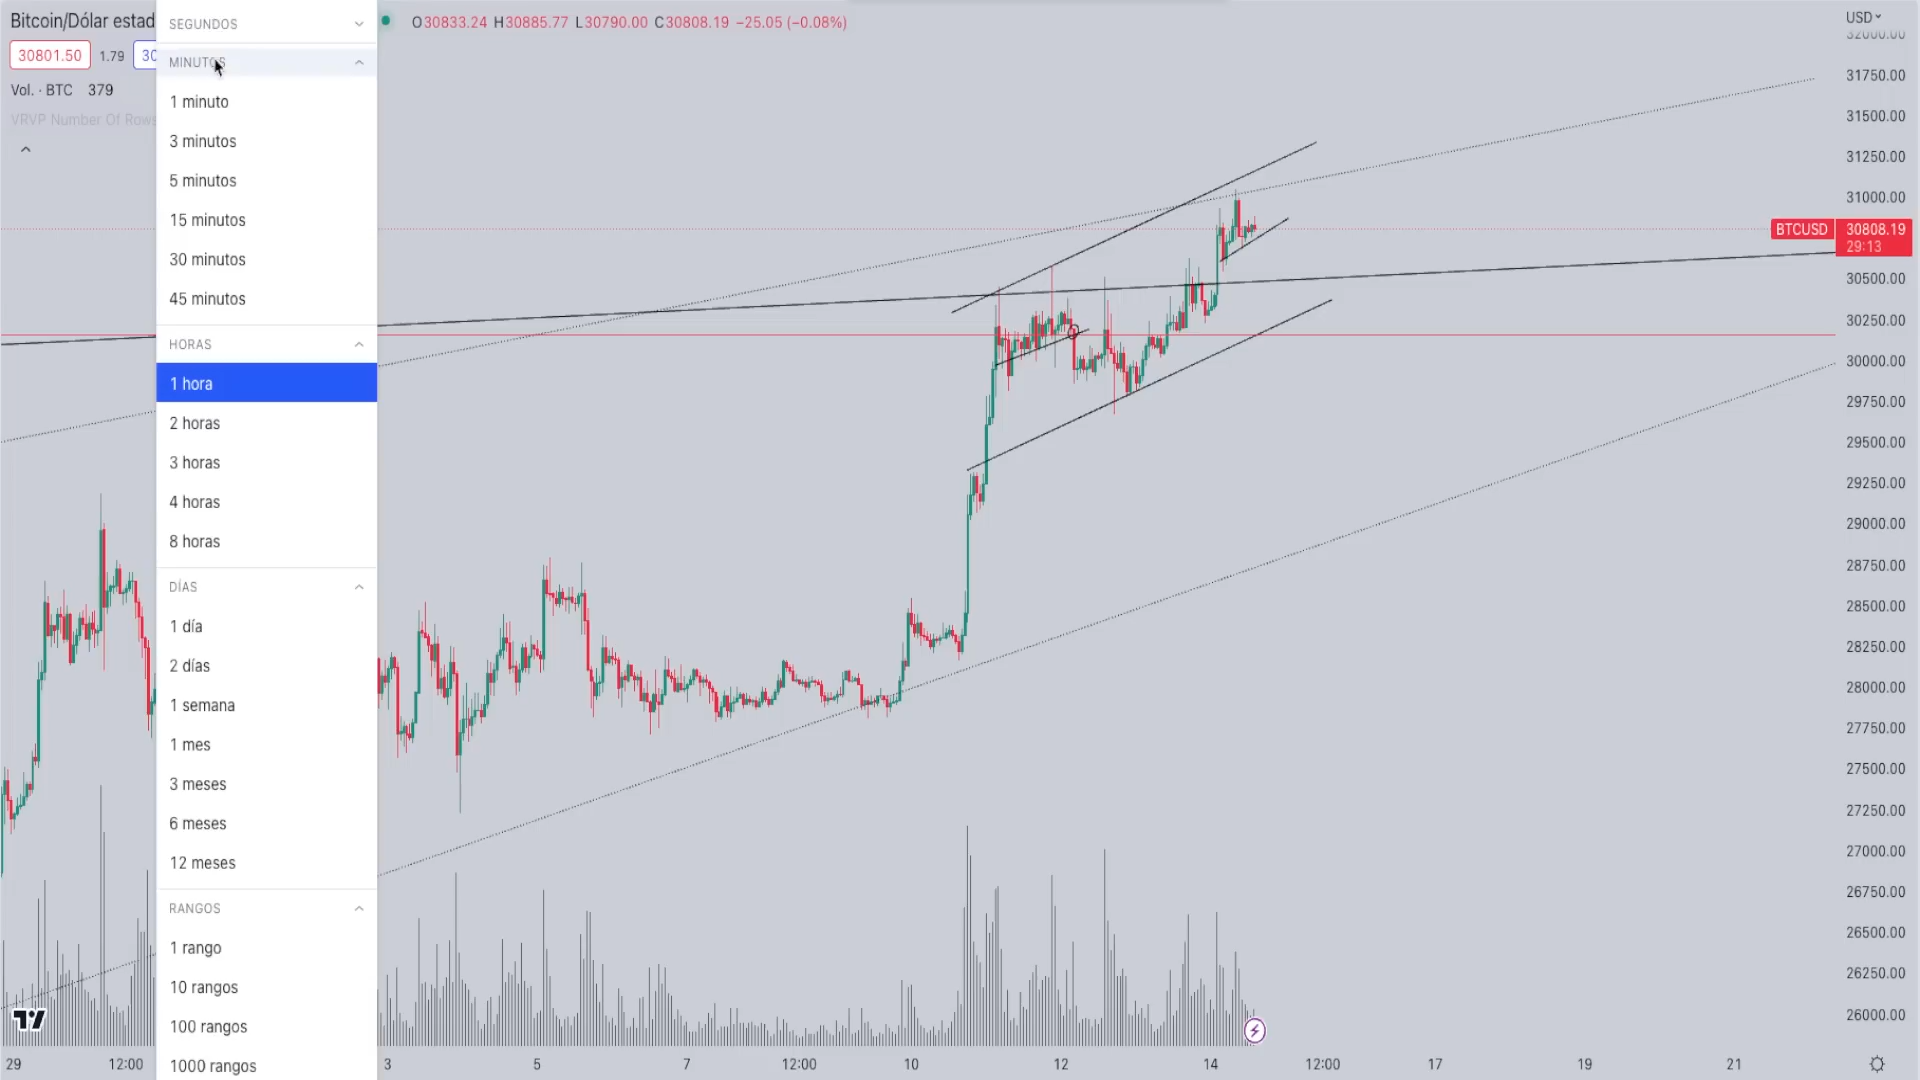 Bitcoin/Dólar estad
O30833.24 H30885.77 L30790.00 C30808.19 −25.05 (−0.08%)
30801.50 1.79 30
Vol. · BTC 379
VRVP Number Of Rows
SEGUNDOS
MINUTOS
1 minuto
3 minutos
5 minutos
15 minutos
30 minutos
45 minutos
HORAS
1 hora
2 horas
3 horas
4 horas
8 horas
DÍAS
1 día
2 días
1 semana
1 mes
3 meses
6 meses
12 meses
RANGOS
1 rango
10 rangos
100 rangos
1000 rangos
USD
32000.00
31750.00
31500.00
31250.00
31000.00
BTCUSD 30808.19
29:13
30500.00
30250.00
30000.00
29750.00
29500.00
29250.00
29000.00
28750.00
28500.00
28250.00
28000.00
27750.00
27500.00
27250.00
27000.00
26750.00
26500.00
26250.00
26000.00
29 12:00 3 5 7 12:00 10 12 14 12:00 17 19 21